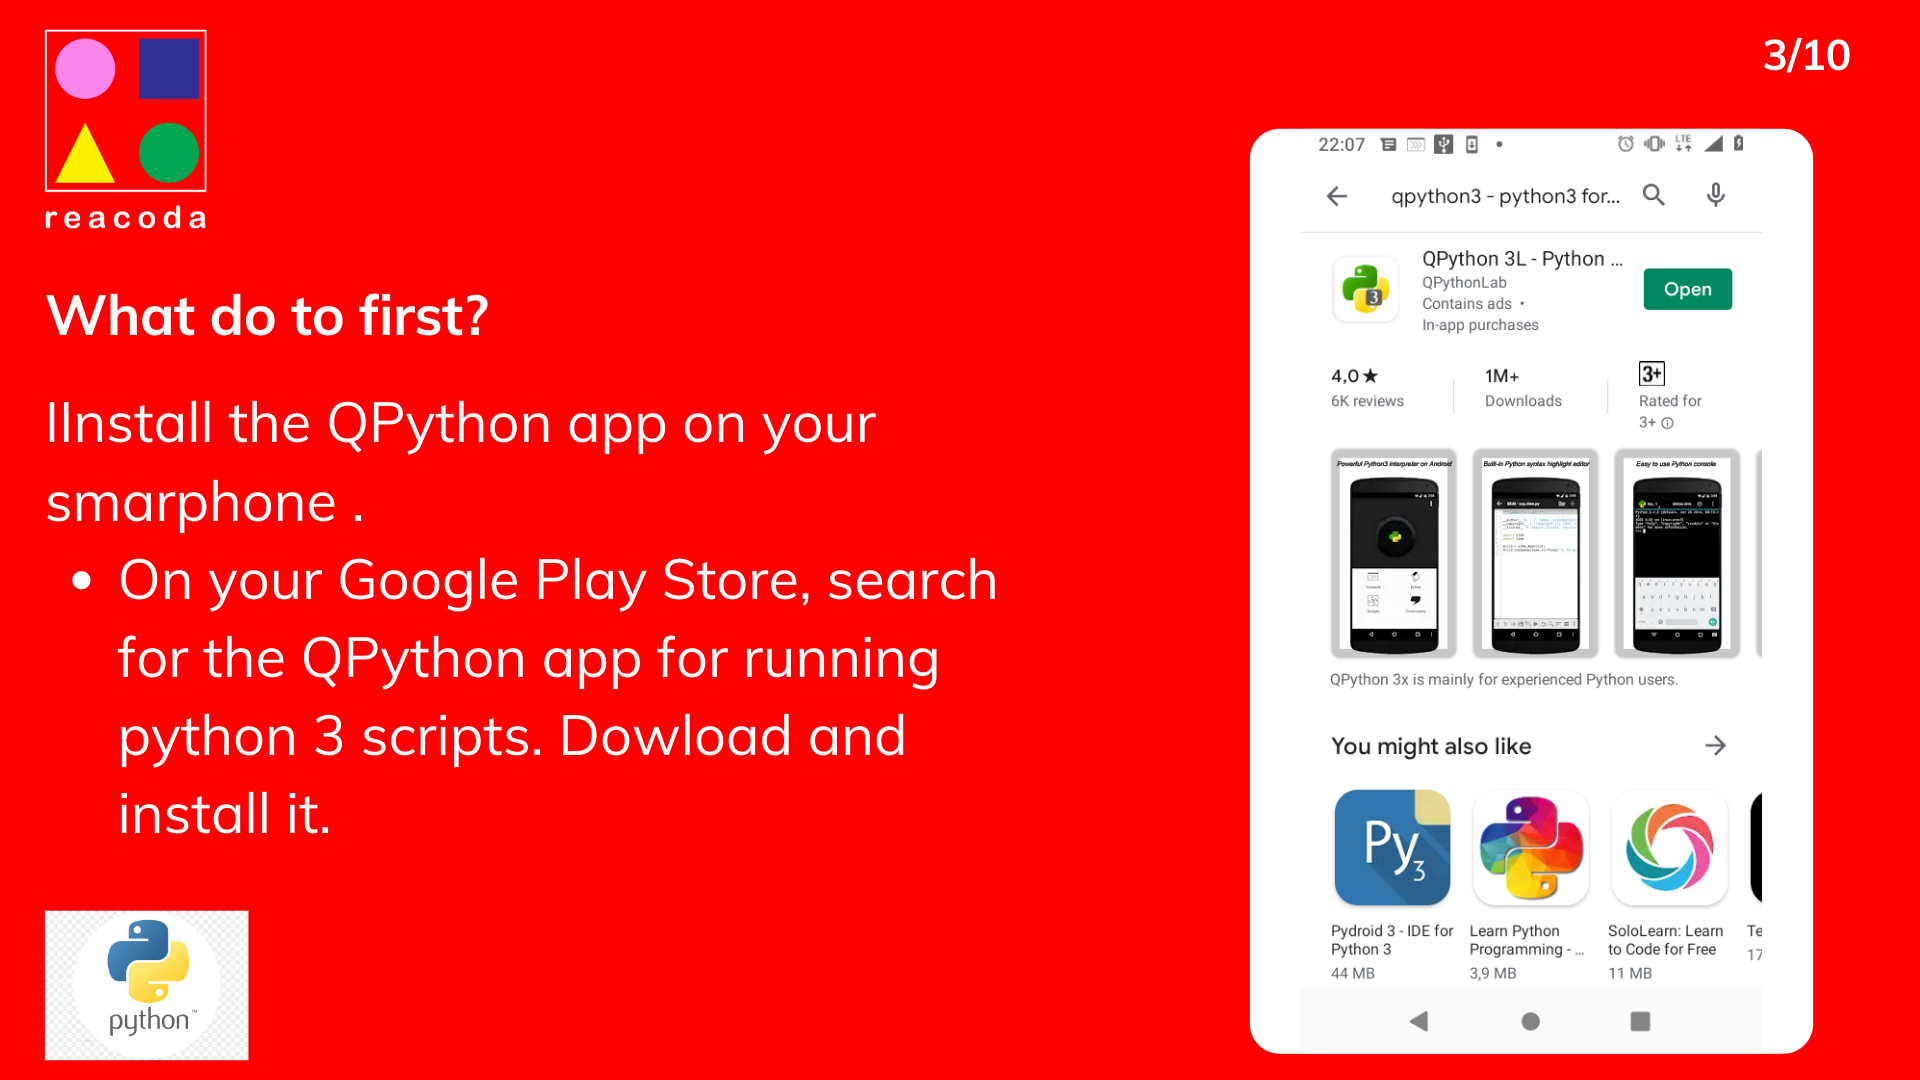 reacoda
3/10
What do to first?
IInstall the QPython app on your
smarphone .
• On your Google Play Store, search
for the QPython app for running
python 3 scripts. Dowload and
install it.
python™
22:07
LTE
qpython3 - python3 for...
QPython 3L - Python ...
QPythonLab
Contains ads •
In-app purchases
Open
4,0★
6K reviews
1M+
Downloads
3+
Rated for
3+
Powerful Python3 interpreter on Android
Built-in Python syntax highlight editor
Easy to use Python console
QPython 3x is mainly for experienced Python users.
You might also like
Py3
Pydroid 3 - IDE for
Python 3
44 MB
Learn Python
Programming - ...
3,9 MB
SoloLearn: Learn
to Code for Free
11 MB
Te
17